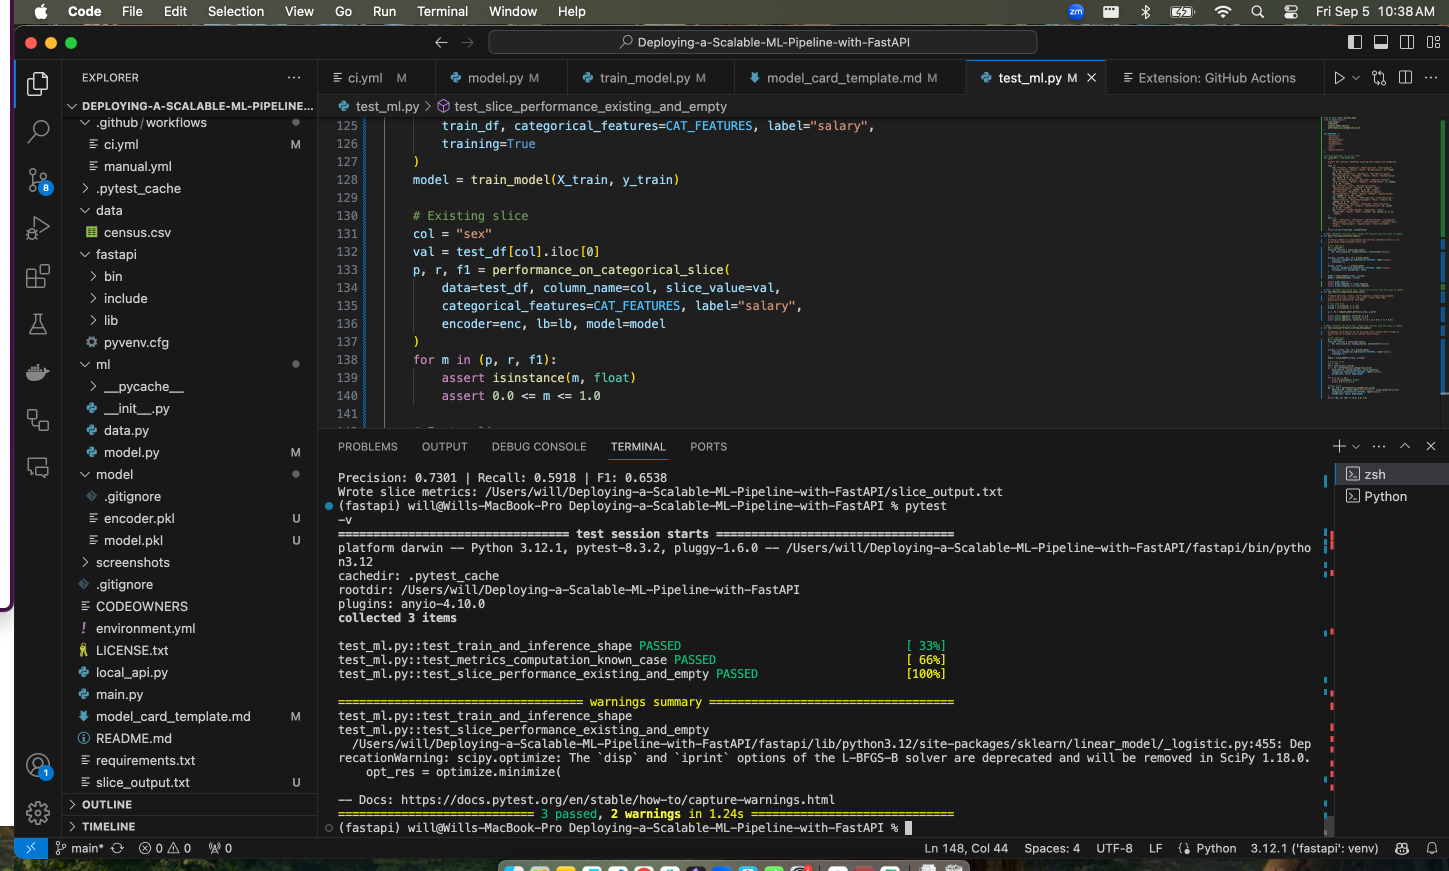 Code File Edit Selection View Go Run Terminal Window Help
zm
Fri Sep 5 10:38 AM
Deploying-a-Scalable-ML-Pipeline-with-FastAPI
EXPLORER
ci.yml M
model.py M
train_model.py M
model_card_template.md M
test_ml.py M
Extension: GitHub Actions
test_ml.py > test_slice_performance_existing_and_empty
DEPLOYING-A-SCALABLE-ML-PIPELINE...
.github/workflows
ci.yml M
manual.yml
.pytest_cache
data
census.csv
fastapi
bin
include
lib
pyvenv.cfg
ml
__pycache__
__init__.py
data.py
model.py M
model
.gitignore
encoder.pkl U
model.pkl U
screenshots
.gitignore
CODEOWNERS
environment.yml
LICENSE.txt
local_api.py
main.py
model_card_template.md M
README.md
requirements.txt
slice_output.txt U
OUTLINE
TIMELINE
8
1
125 train_df, categorical_features=CAT_FEATURES, label="salary",
126 training=True
127 )
128 model = train_model(X_train, y_train)
129
130 # Existing slice
131 col = "sex"
132 val = test_df[col].iloc[0]
133 p, r, f1 = performance_on_categorical_slice(
134 data=test_df, column_name=col, slice_value=val,
135 categorical_features=CAT_FEATURES, label="salary",
136 encoder=enc, lb=lb, model=model
137 )
138 for m in (p, r, f1):
139 assert isinstance(m, float)
140 assert 0.0 <= m <= 1.0
141
PROBLEMS OUTPUT DEBUG CONSOLE TERMINAL PORTS
zsh
Python
Precision: 0.7301 | Recall: 0.5918 | F1: 0.6538
Wrote slice metrics: /Users/will/Deploying-a-Scalable-ML-Pipeline-with-FastAPI/slice_output.txt
(fastapi) will@Wills-MacBook-Pro Deploying-a-Scalable-ML-Pipeline-with-FastAPI % pytest
-v
================================= test session starts ==================================
platform darwin -- Python 3.12.1, pytest-8.3.2, pluggy-1.6.0 -- /Users/will/Deploying-a-Scalable-ML-Pipeline-with-FastAPI/fastapi/bin/pytho
n3.12
cachedir: .pytest_cache
rootdir: /Users/will/Deploying-a-Scalable-ML-Pipeline-with-FastAPI
plugins: anyio-4.10.0
collected 3 items
test_ml.py::test_train_and_inference_shape PASSED [ 33%]
test_ml.py::test_metrics_computation_known_case PASSED [ 66%]
test_ml.py::test_slice_performance_existing_and_empty PASSED [100%]
=================================== warnings summary ===================================
test_ml.py::test_train_and_inference_shape
test_ml.py::test_slice_performance_existing_and_empty
/Users/will/Deploying-a-Scalable-ML-Pipeline-with-FastAPI/fastapi/lib/python3.12/site-packages/sklearn/linear_model/_logistic.py:455: Dep
recationWarning: scipy.optimize: The `disp` and `iprint` options of the L-BFGS-B solver are deprecated and will be removed in SciPy 1.18.0.
opt_res = optimize.minimize(
-- Docs: https://docs.pytest.org/en/stable/how-to/capture-warnings.html
============================ 3 passed, 2 warnings in 1.24s =============================
(fastapi) will@Wills-MacBook-Pro Deploying-a-Scalable-ML-Pipeline-with-FastAPI %
main* 0 0 0
Ln 148, Col 44 Spaces: 4 UTF-8 LF Python 3.12.1 ('fastapi': venv)